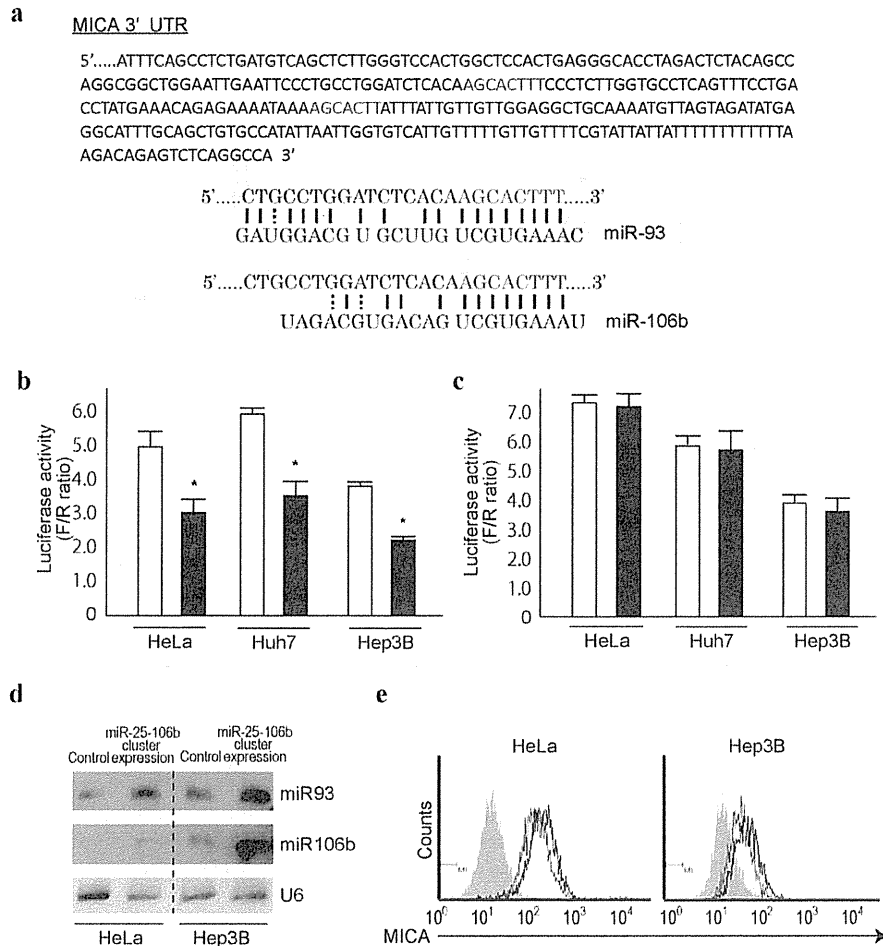 a
MICA 3' UTR
5'.....ATTTCAGCCTCTGATGTCAGCTCTTGGGTCCACTGGCTCCACTGAGGGCACCTAGACTCTACAGCC
AGGCGGCTGGAATTGAATTCCCTGCCTGGATCTCACAAGCACTTTCCCTCTTGGTGCCTCAGTTTCCTGA
CCTATGAAACAGAGAAAATAAAAGCACTTATTTATTGTTGTTGGAGGCTGCAAAATGTTAGTAGATATGA
GGCATTTGCAGCTGTGCCATATTAATTGGTGTCATTGTTTTTGTTGTTTTCGTATTATTATTTTTTTTTTTTA
AGACAGAGTCTCAGGCCA 3'
5'.....CTGCCTGGATCTCACAAGCACTTT.....3'
GAUGGACG U GCUUG UCGUGAAAC miR-93
5'.....CTGCCTGGATCTCACAAGCACTTT.....3'
UAGACGUGACAG UCGUGAAAU miR-106b
b
Luciferase activity
(F/R ratio)
6.0
5.0
4.0
3.0
2.0
1.0
0
*
*
*
HeLa
Huh7
Hep3B
c
Luciferase activity
(F/R ratio)
7.0
6.0
5.0
4.0
3.0
2.0
1.0
0
HeLa
Huh7
Hep3B
d
miR-25-106b miR-25-106b
cluster cluster
Control expression Control expression
miR93
miR106b
U6
HeLa
Hep3B
e
HeLa
Hep3B
Counts
10⁰ 10¹ 10² 10³ 10⁴
10⁰ 10¹ 10² 10³ 10⁴
MICA